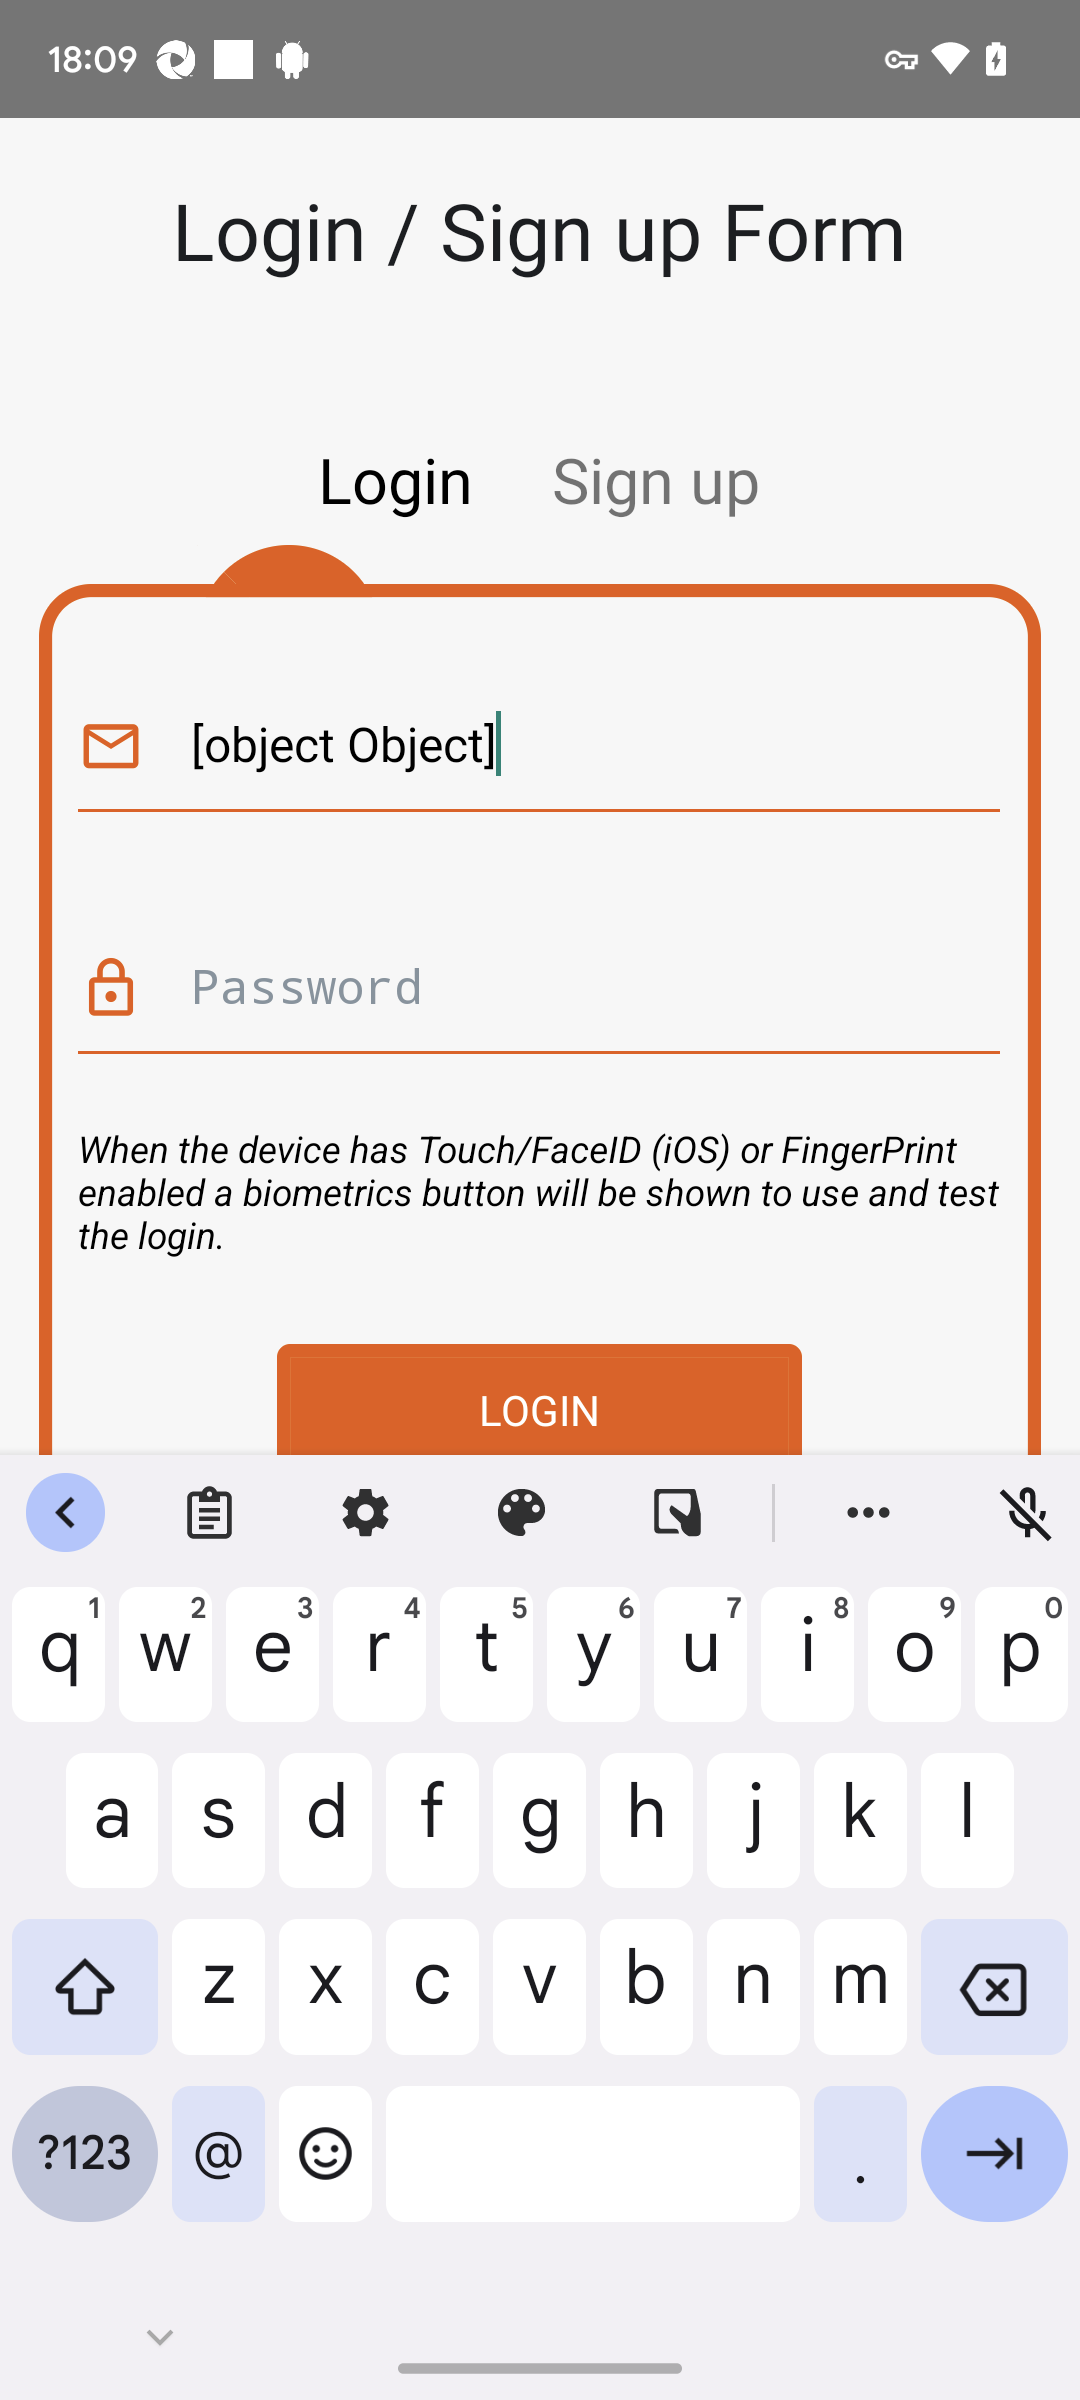 18:09
Login / Sign up Form
Login Sign up
[object Object]
Password
When the device has Touch/FaceID (iOS) or FingerPrint
enabled a biometrics button will be shown to use and test
the login.
LOGIN
1 2 3 4 5 6 7 8 9 0
q w e r t y u i o p
a s d f g h j k l
z x c v b n m
?123 @ .